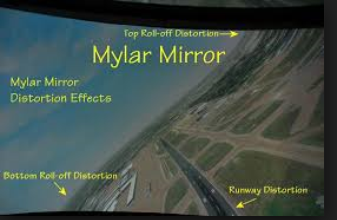 Top Roll-off Distortion
Mylar Mirror
Mylar Mirror
Distortion Effects
Bottom Roll-off Distortion
Runway Distortion